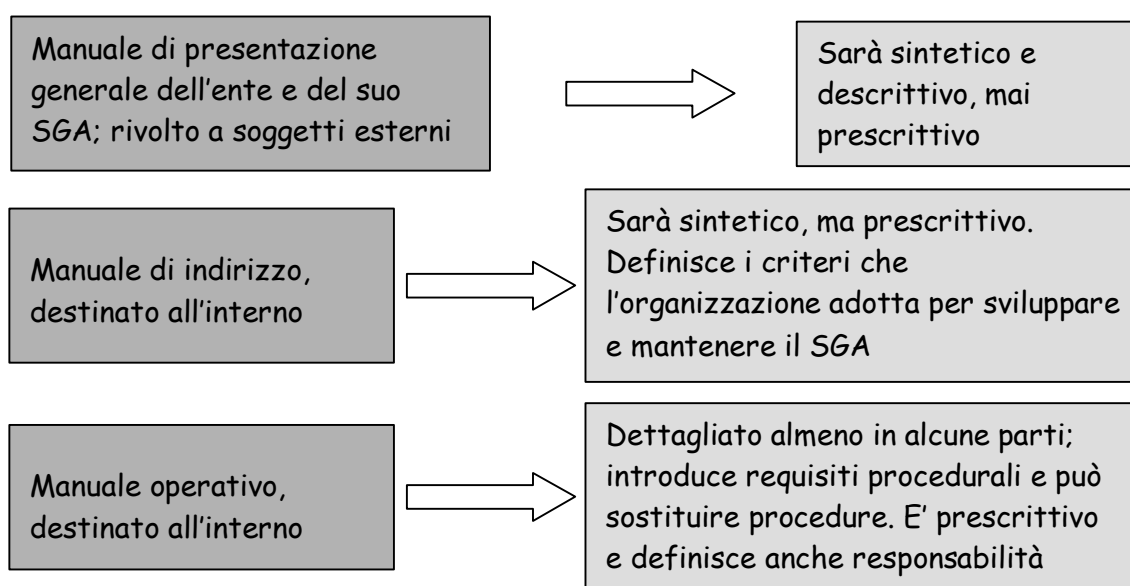 Manuale di presentazione
generale dell'ente e del suo
SGA; rivolto a soggetti esterni
Sarà sintetico e
descrittivo, mai
prescrittivo
Manuale di indirizzo,
destinato all'interno
Sarà sintetico, ma prescrittivo.
Definisce i criteri che
l'organizzazione adotta per sviluppare
e mantenere il SGA
Manuale operativo,
destinato all'interno
Dettagliato almeno in alcune parti;
introduce requisiti procedurali e può
sostituire procedure. E' prescrittivo
e definisce anche responsabilità